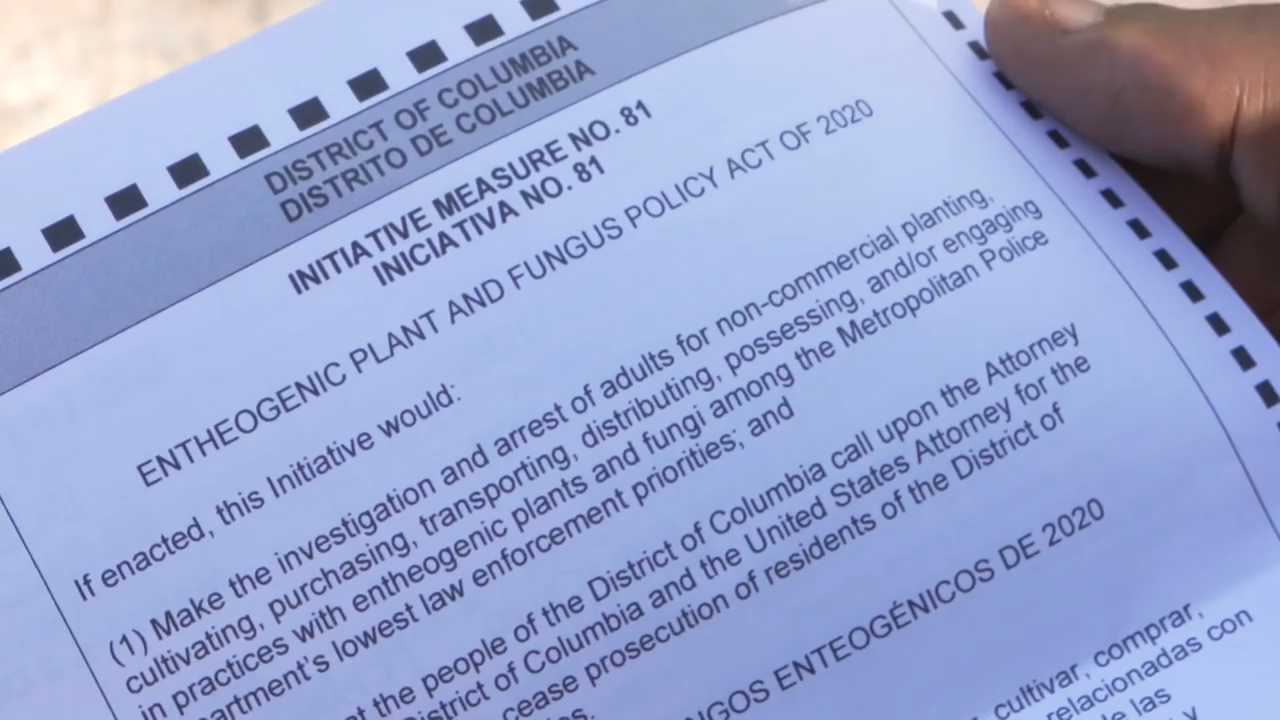 DISTRICT OF COLUMBIA
DISTRITO DE COLUMBIA
INITIATIVE MEASURE NO. 81
INICIATIVA NO. 81
ENTHEOGENIC PLANT AND FUNGUS POLICY ACT OF 2020
If enacted, this Initiative would:
(1) Make the investigation and arrest of adults for non-commercial planting,
cultivating, purchasing, transporting, distributing, possessing, and/or engaging
in practices with entheogenic plants and fungi among the Metropolitan Police
artment's lowest law enforcement priorities; and
t the people of the District of Columbia call upon the Attorney
istrict of Columbia and the United States Attorney for the
cease prosecution of residents of the District of
es.
NGOS ENTEOGÉNICOS DE 2020
cultivar, comprar,
relacionadas con
e las
y